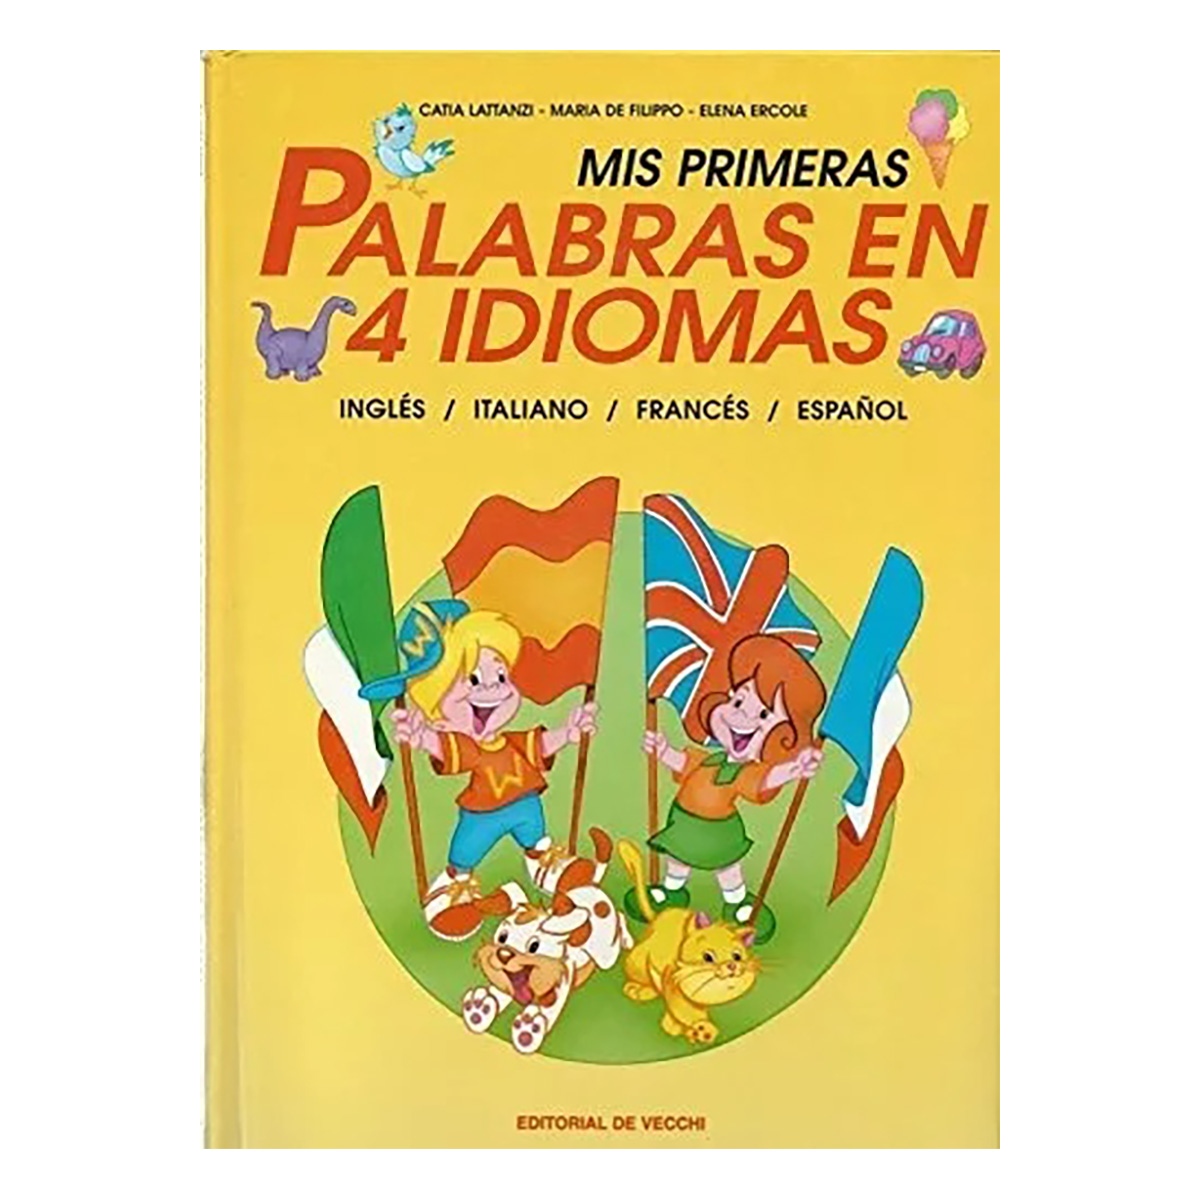 CATIA LATTANZI - MARIA DE FILIPPO - ELENA ERCOLE
MIS PRIMERAS
PALABRAS EN
4 IDIOMAS
INGLÉS / ITALIANO / FRANCÉS / ESPAÑOL
W
W
EDITORIAL DE VECCHI